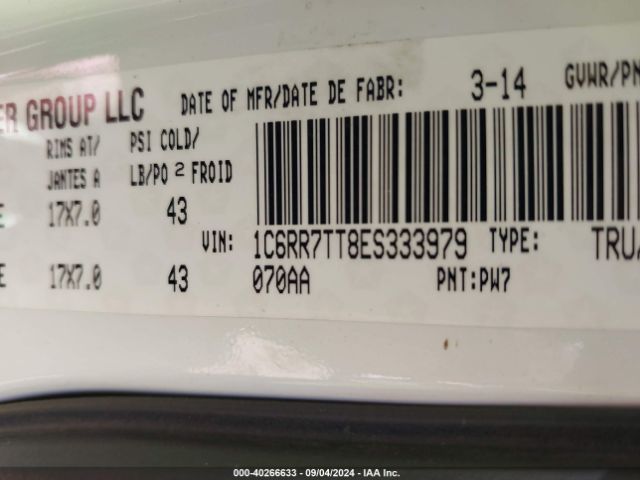 GROUP LLC DATE OF MFR/DATE DE FABR: 3-14 GVWR/PN
RIMS AT/ PSI COLD/
JANTES A LB/PO 2 FROID
17X7.0 43
VIN: 1C6RR7TT8ES333979 TYPE:
17X7.0 43 070AA PNT:PW7
000-40266633 - 09/04/2024 - IAA Inc.